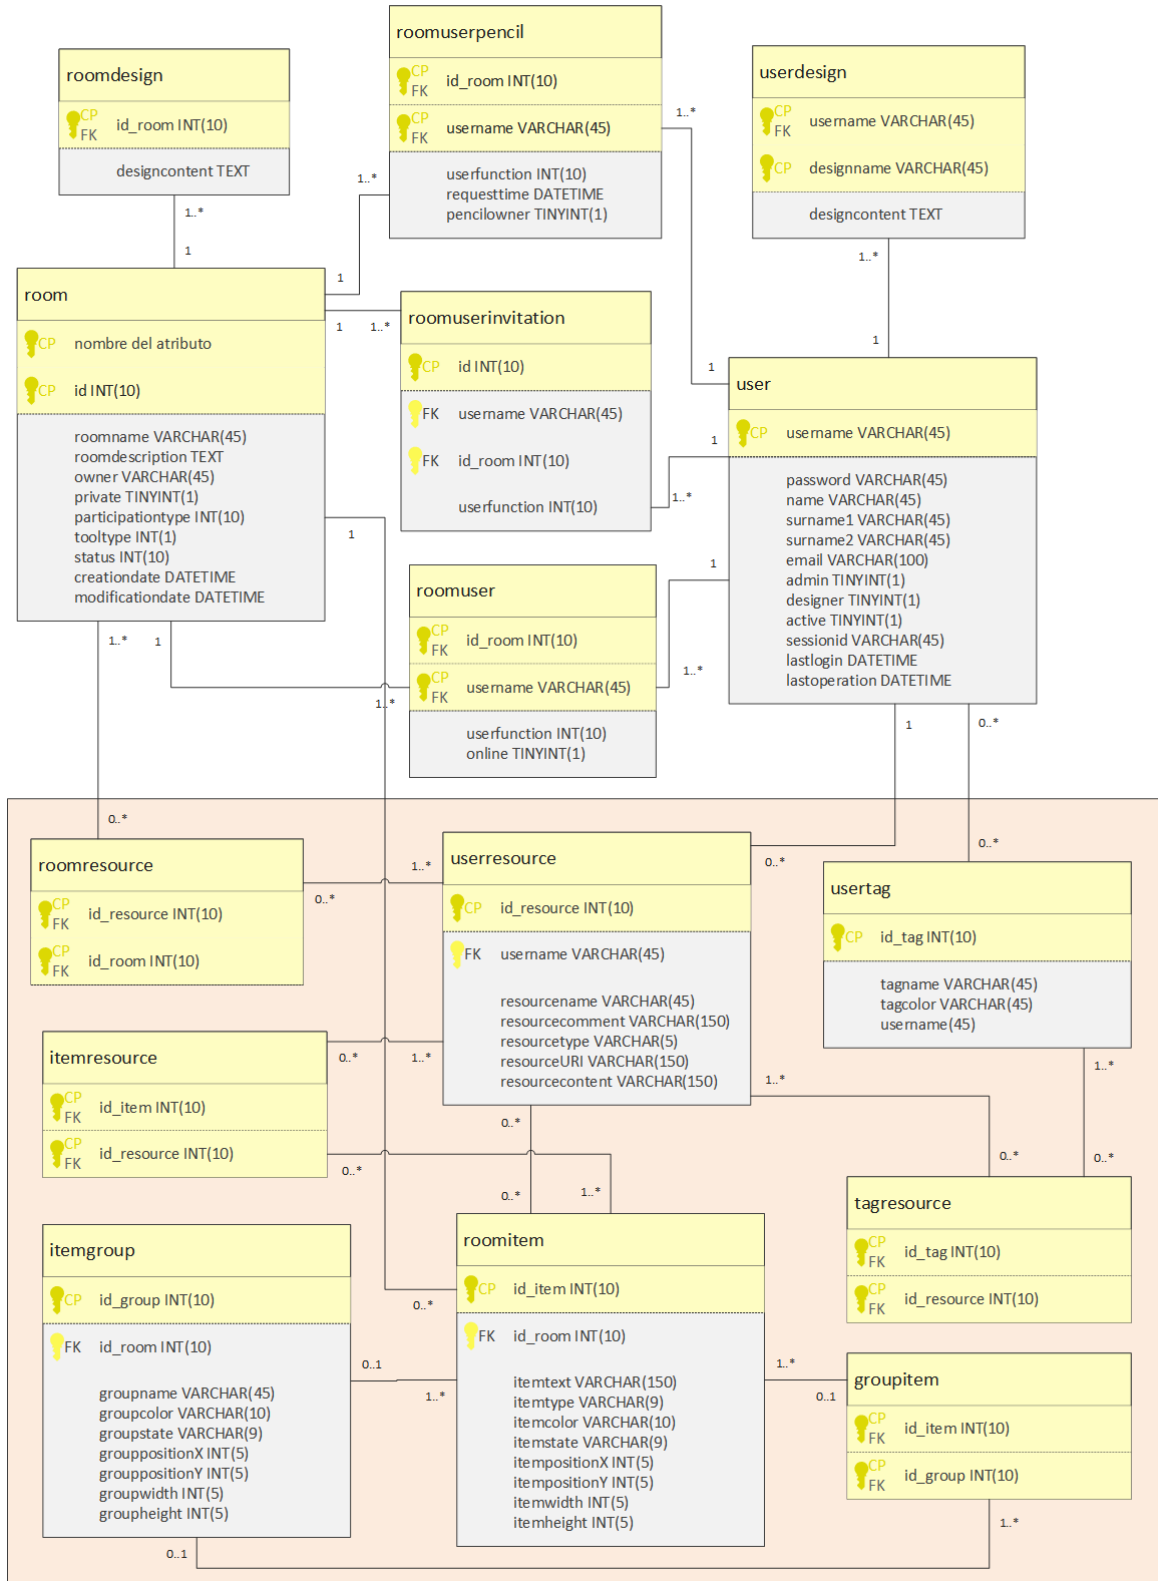 roomuserpencil
CP
FK
id_room INT(10)
CP
FK
username VARCHAR(45)
userfunction INT(10)
requesttime DATETIME
pencilowner TINYINT(1)
roomdesign
CP
FK
id_room INT(10)
designcontent TEXT
userdesign
CP
FK
username VARCHAR(45)
CP
designname VARCHAR(45)
designcontent TEXT
1..*
1..*
1..*
1
1
1..*
1
room
CP
nombre del atributo
CP
id INT(10)
roomname VARCHAR(45)
roomdescription TEXT
owner VARCHAR(45)
private TINYINT(1)
participationtype INT(10)
tooltype INT(1)
status INT(10)
creationdate DATETIME
modificationdate DATETIME
1
1..*
roomuserinvitation
CP
id INT(10)
FK
username VARCHAR(45)
FK
id_room INT(10)
userfunction INT(10)
1
1
1..*
user
CP
username VARCHAR(45)
password VARCHAR(45)
name VARCHAR(45)
surname1 VARCHAR(45)
surname2 VARCHAR(45)
email VARCHAR(100)
admin TINYINT(1)
designer TINYINT(1)
active TINYINT(1)
sessionid VARCHAR(45)
lastlogin DATETIME
lastoperation DATETIME
1
1
1..*
roomuser
CP
FK
id_room INT(10)
CP
FK
username VARCHAR(45)
userfunction INT(10)
online TINYINT(1)
1..*
1
1..*
1
0..*
0..*
roomresource
CP
FK
id_resource INT(10)
CP
FK
id_room INT(10)
1..*
0..*
userresource
CP
id_resource INT(10)
FK
username VARCHAR(45)
resourcename VARCHAR(45)
resourcecomment VARCHAR(150)
resourcetype VARCHAR(5)
resourceURI VARCHAR(150)
resourcecontent VARCHAR(150)
0..*
0..*
usertag
CP
id_tag INT(10)
tagname VARCHAR(45)
tagcolor VARCHAR(45)
username(45)
itemresource
CP
FK
id_item INT(10)
CP
FK
id_resource INT(10)
0..*
1..*
1..*
1..*
0..*
0..*
0..*
0..*
0..*
1..*
tagresource
CP
FK
id_tag INT(10)
CP
FK
id_resource INT(10)
itemgroup
CP
id_group INT(10)
FK
id_room INT(10)
groupname VARCHAR(45)
groupcolor VARCHAR(10)
groupstate VARCHAR(9)
grouppositionX INT(5)
grouppositionY INT(5)
groupwidth INT(5)
groupheight INT(5)
0..*
0..1
1..*
roomitem
CP
id_item INT(10)
FK
id_room INT(10)
itemtext VARCHAR(150)
itemtype VARCHAR(9)
itemcolor VARCHAR(10)
itemstate VARCHAR(9)
itempositionX INT(5)
itempositionY INT(5)
itemwidth INT(5)
itemheight INT(5)
1..*
0..1
groupitem
CP
FK
id_item INT(10)
CP
FK
id_group INT(10)
1..*
0..1